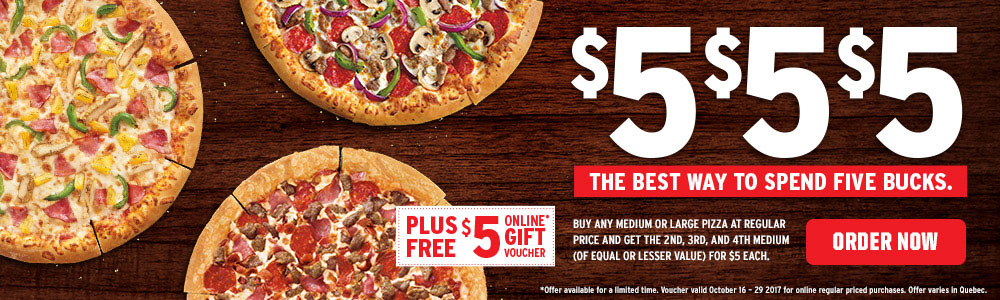 $5 $5 $5
THE BEST WAY TO SPEND FIVE BUCKS.
PLUS FREE $5 ONLINE* GIFT VOUCHER
BUY ANY MEDIUM OR LARGE PIZZA AT REGULAR
PRICE AND GET THE 2ND, 3RD, AND 4TH MEDIUM
(OF EQUAL OR LESSER VALUE) FOR $5 EACH.
ORDER NOW
*Offer available for a limited time. Voucher valid October 16 - 29 2017 for online regular priced purchases. Offer varies in Quebec.